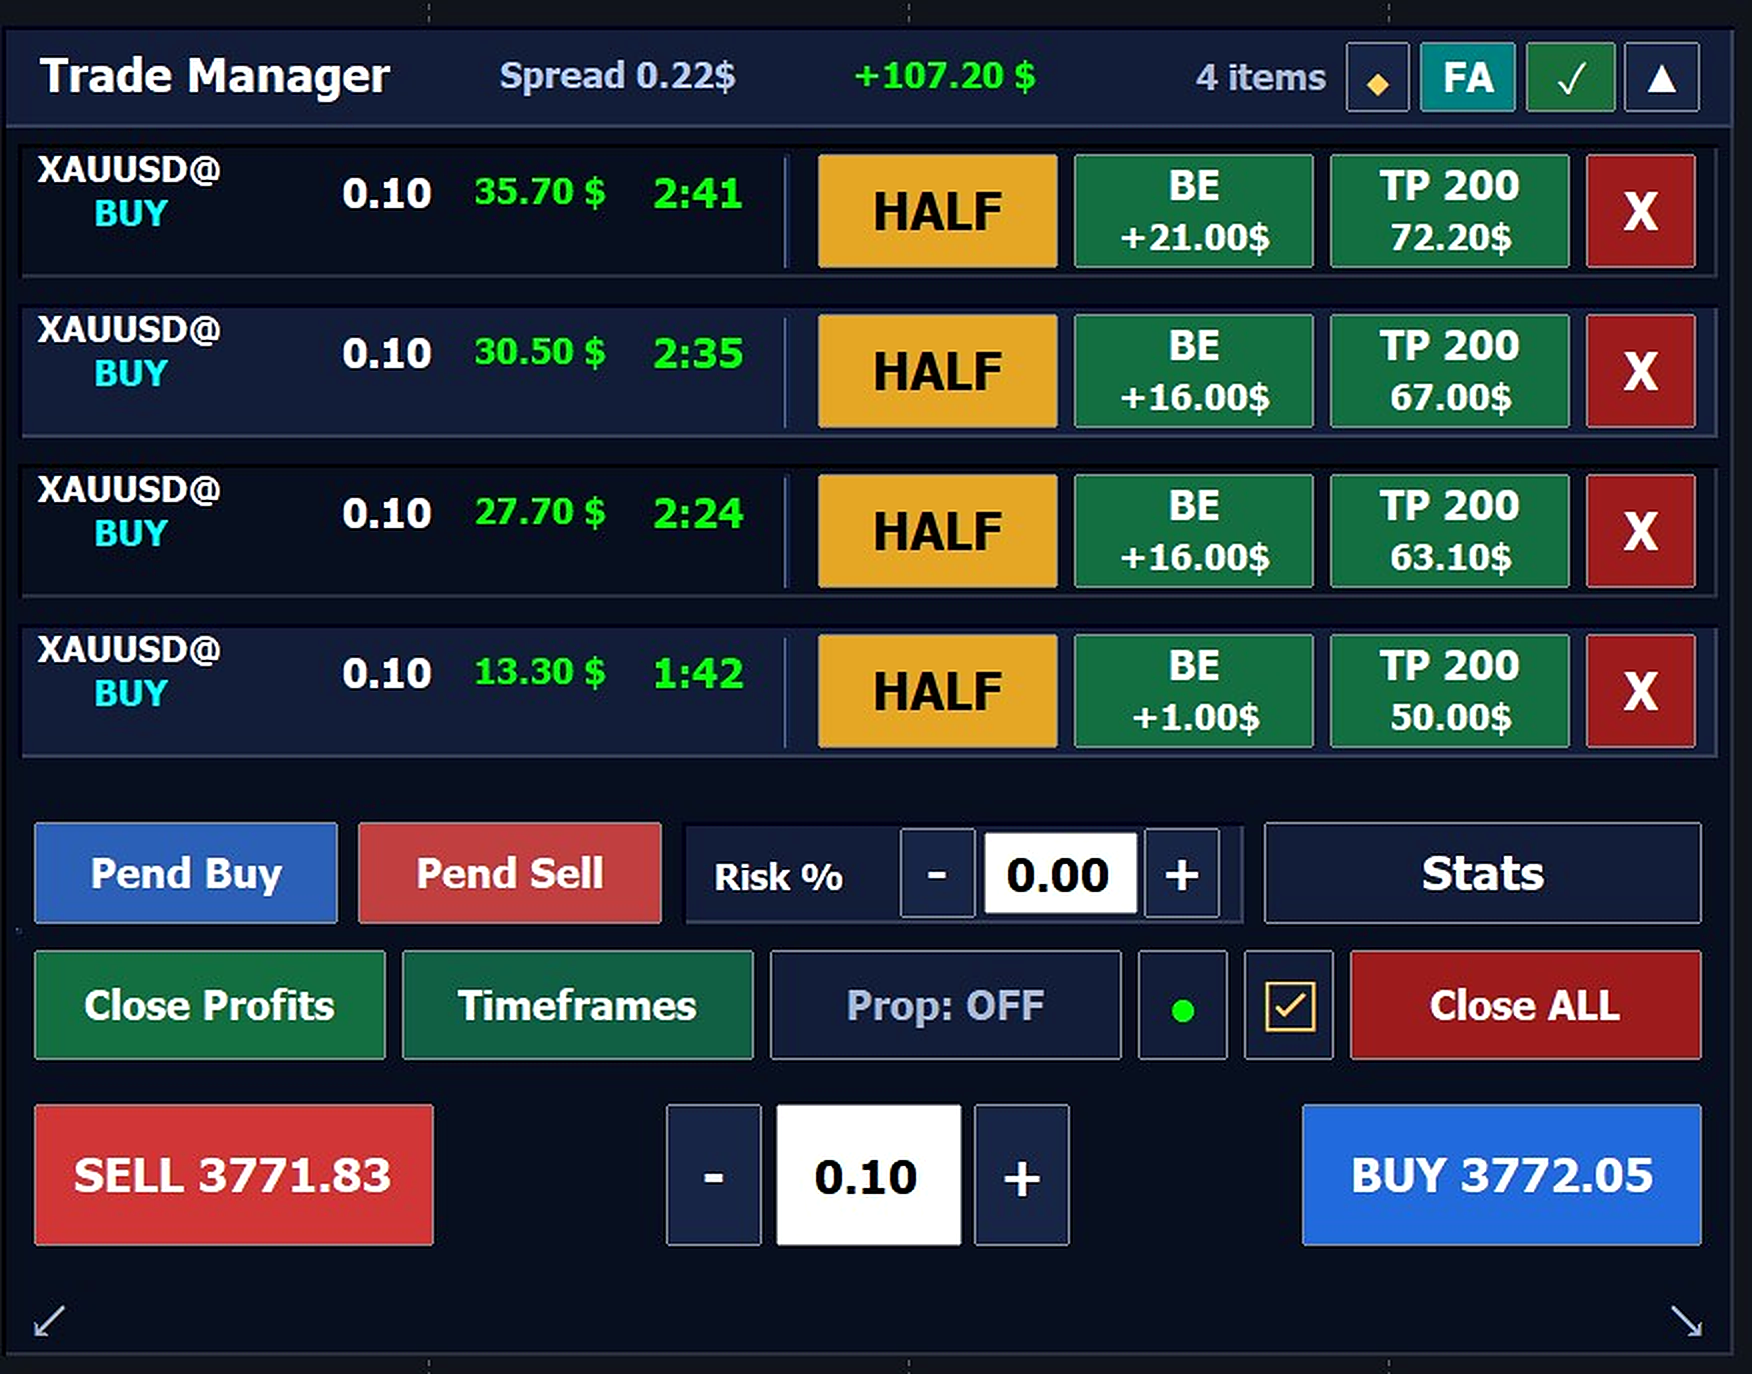 Trade Manager Spread 0.22$ +107.20 $ 4 items FA ✓ ▲
XAUUSD@
BUY
0.10 35.70 $ 2:41
HALF
BE
+21.00$
TP 200
72.20$
X
XAUUSD@
BUY
0.10 30.50 $ 2:35
HALF
BE
+16.00$
TP 200
67.00$
X
XAUUSD@
BUY
0.10 27.70 $ 2:24
HALF
BE
+16.00$
TP 200
63.10$
X
XAUUSD@
BUY
0.10 13.30 $ 1:42
HALF
BE
+1.00$
TP 200
50.00$
X
Pend Buy Pend Sell Risk % - 0.00 + Stats
Close Profits Timeframes Prop: OFF Close ALL
SELL 3771.83 - 0.10 + BUY 3772.05